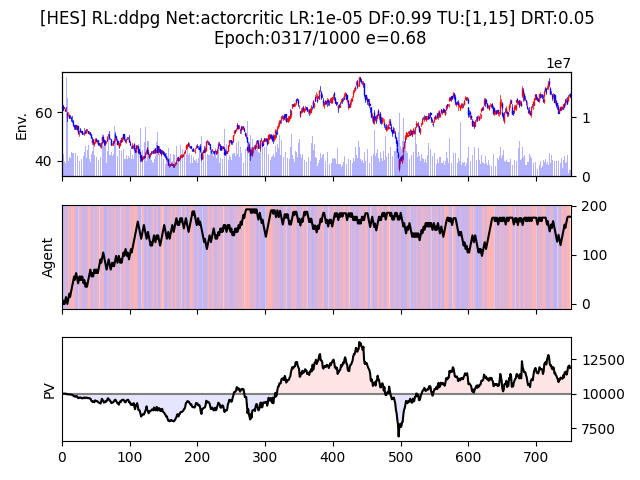 [HES] RL:ddpg Net:actorcritic LR:1e-05 DF:0.99 TU:[1,15] DRT:0.05
Epoch:0317/1000 e=0.68
1e7
Env.
60
40
1
0
Agent
200
100
0
PV
12500
10000
7500
0 100 200 300 400 500 600 700